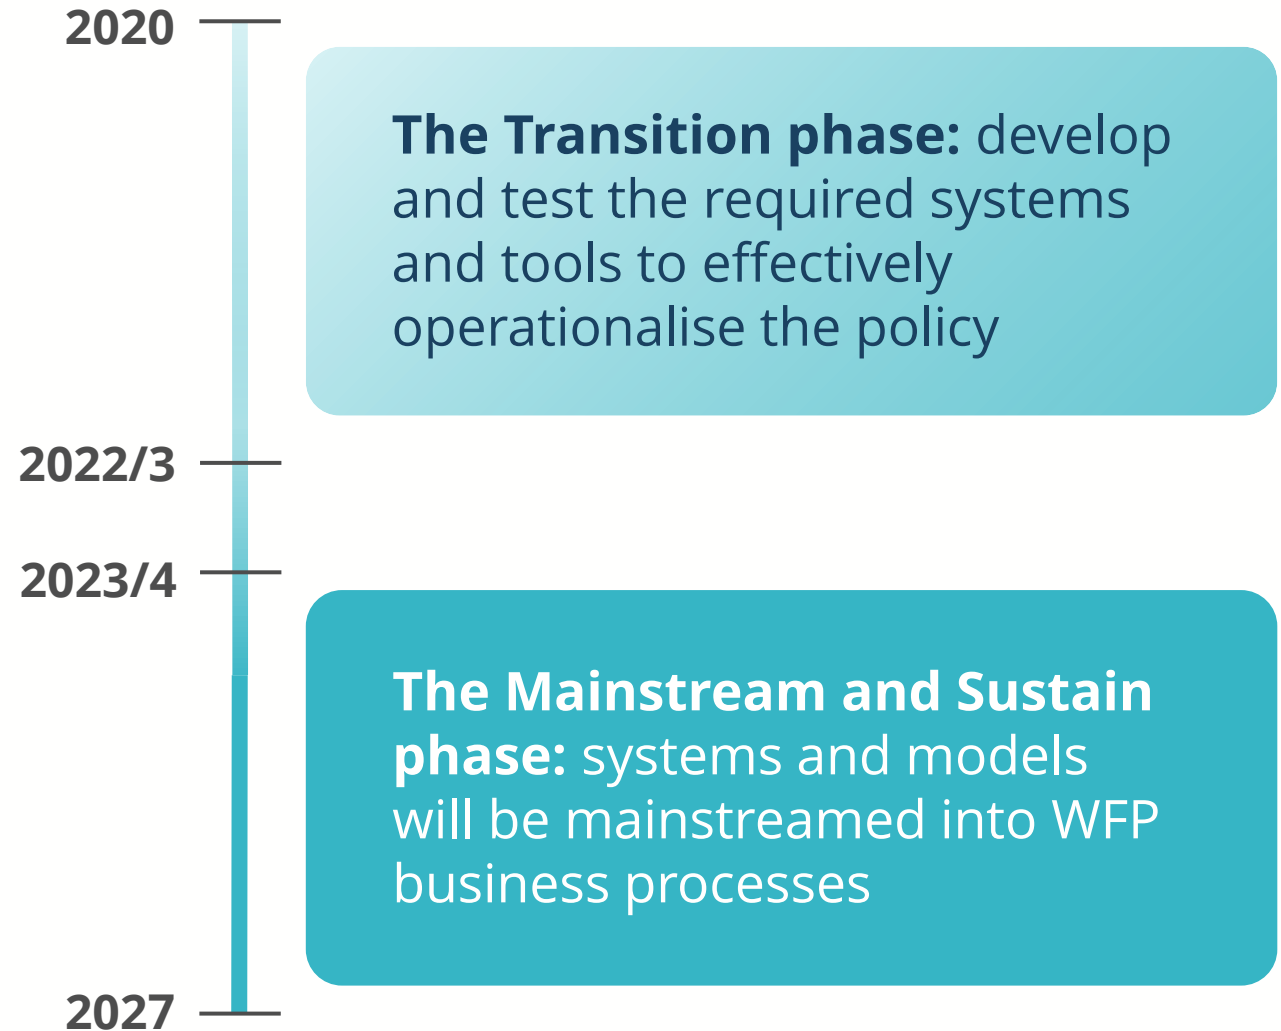 2020
The Transition phase: develop
and test the required systems
and tools to effectively
operationalise the policy
2022/3
2023/4
The Mainstream and Sustain
phase: systems and models
will be mainstreamed into WFP
business processes
2027